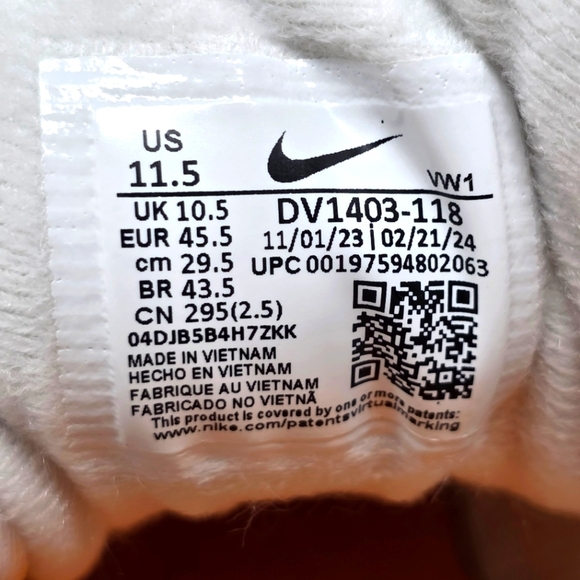 US
11.5
VW1
UK 10.5
DV1403-118
EUR 45.5
11/01/23 | 02/21/24
cm 29.5
UPC 00197594802063
BR 43.5
CN 295(2.5)
04DJB5B4H7ZKK
MADE IN VIETNAM
HECHO EN VIETNAM
FABRIQUE AU VIETNAM
FABRICADO NO VIETNÃ
This product is covered by one or more patents:
www.nike.com/patentsvirtualmarking